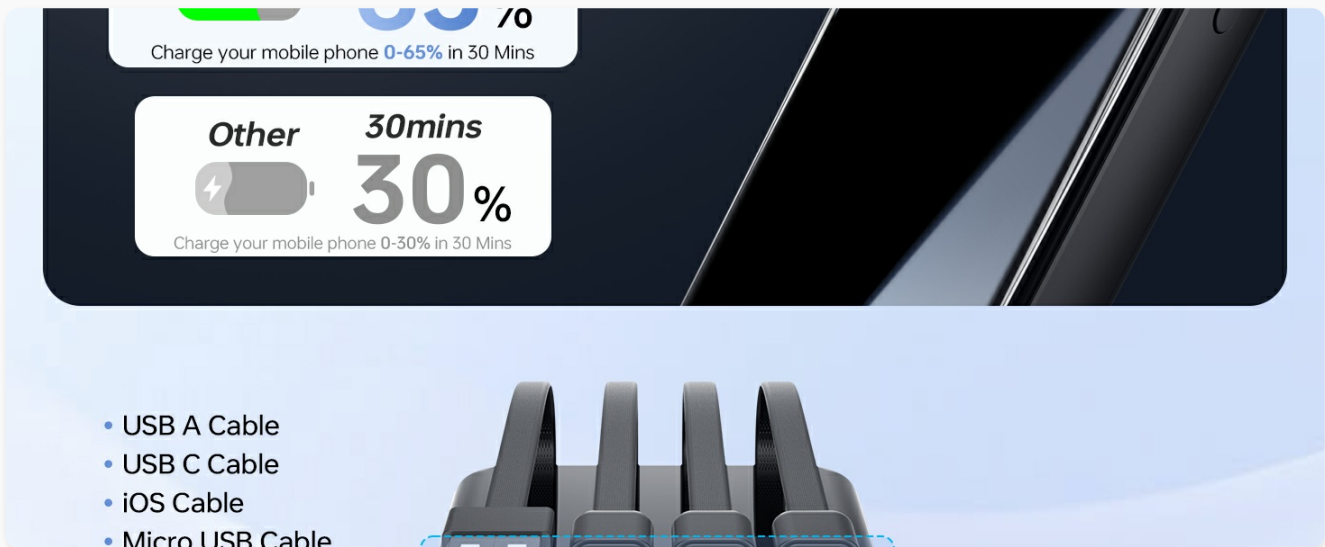 %
Charge your mobile phone 0-65% in 30 Mins
Other
30mins
30%
Charge your mobile phone 0-30% in 30 Mins
• USB A Cable
• USB C Cable
• iOS Cable
• Micro USB Cable